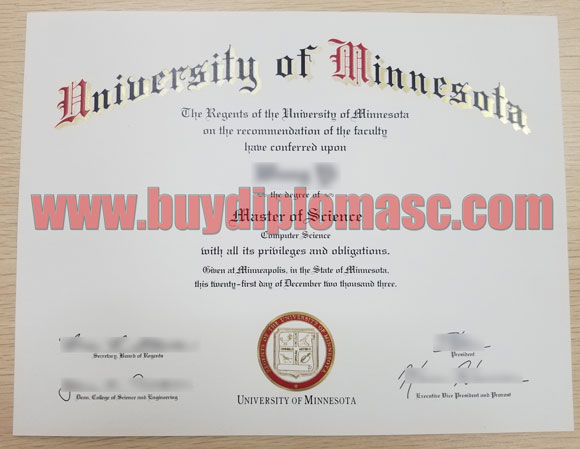 University of Minnesota
The Regents of the University of Minnesota
on the recommendation of the faculty
have conferred upon
the degree of
www.buydiplomasc.com
Master of Science
Computer Science
with all its privileges and obligations.
Given at Minneapolis, in the State of Minnesota,
this twenty-first day of December two thousand three.
Secretary, Board of Regents
President
Dean, College of Science and Engineering
Executive Vice President and Provost
UNIVERSITY OF MINNESOTA